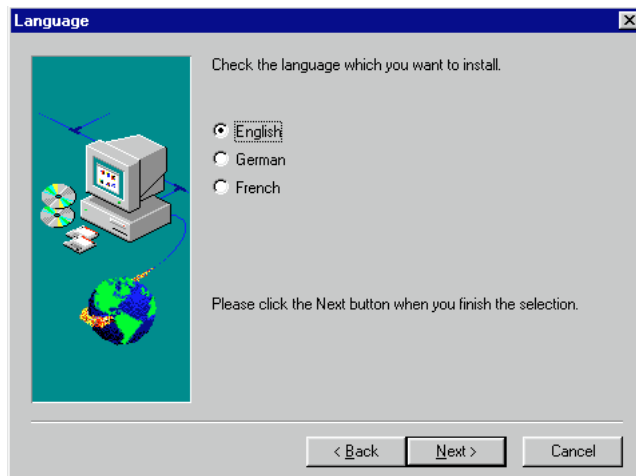 Language
Check the language which you want to install.
English
German
French
Please click the Next button when you finish the selection.
< Back
Next >
Cancel